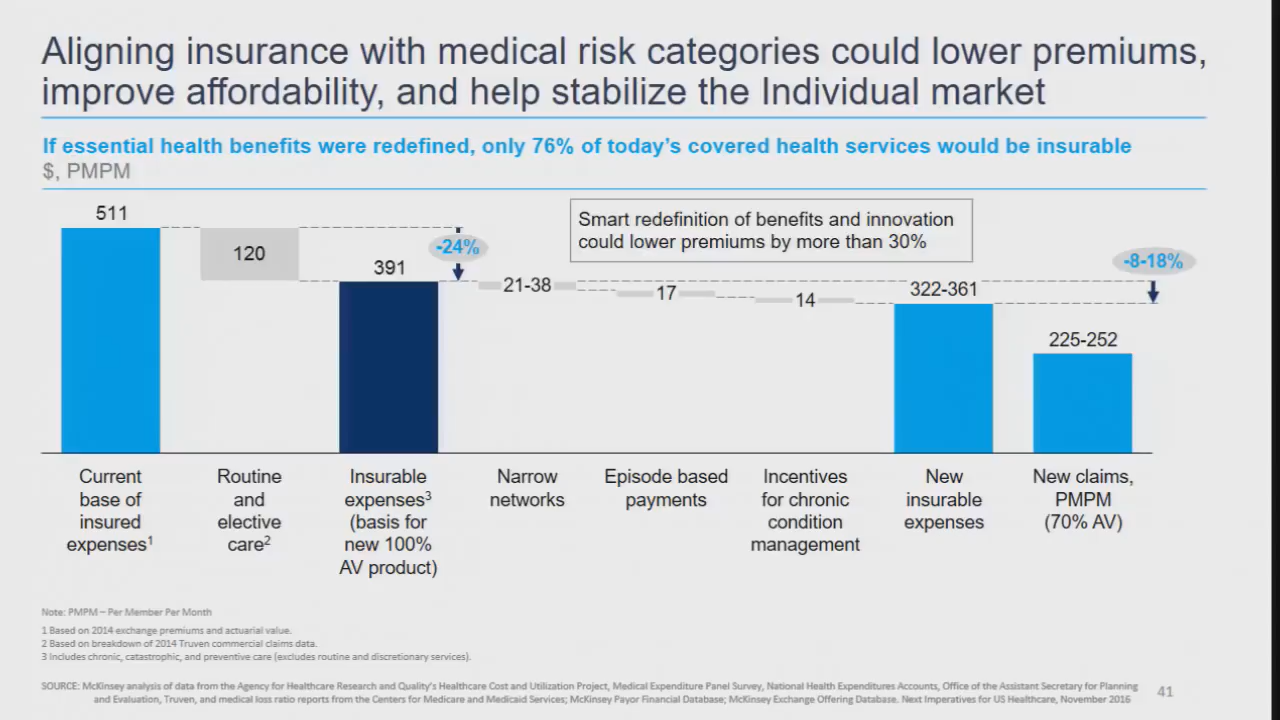 Aligning insurance with medical risk categories could lower premiums,
improve affordability, and help stabilize the Individual market
If essential health benefits were redefined, only 76% of today’s covered health services would be insurable
$, PMPM
511
120
391
-24%
Smart redefinition of benefits and innovation
could lower premiums by more than 30%
21-38
17
14
322-361
-8-18%
225-252
Current
base of
insured
expenses1
Routine
and
elective
care2
Insurable
expenses3
(basis for
new 100%
AV product)
Narrow
networks
Episode based
payments
Incentives
for chronic
condition
management
New
insurable
expenses
New claims,
PMPM
(70% AV)
Note: PMPM – Per Member Per Month
1 Based on 2014 exchange premiums and actuarial value.
2 Based on breakdown of 2014 Truven commercial claims data.
3 Includes chronic, catastrophic, and preventive care (excludes routine and discretionary services).
SOURCE: McKinsey analysis of data from the Agency for Healthcare Research and Quality’s Healthcare Cost and Utilization Project, Medical Expenditure Panel Survey, National Health Expenditures Accounts, Office of the Assistant Secretary for Planning
and Evaluation, Truven, and medical loss ratio reports from the Centers for Medicare and Medicaid Services; McKinsey Payor Financial Database; McKinsey Exchange Offering Database. Next Imperatives for US Healthcare, November 2016
41